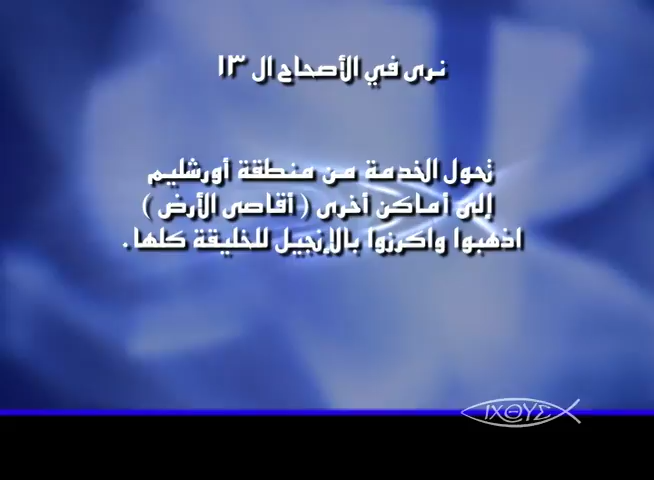 نرى في الأصحاح ال ١٣
تحول الخدمة من منطقة أورشليم
إلى أماكن أخرى ( أقاصى الأرض )
اذهبوا واكرزوا بالإنجيل للخليقة كلها.
ΙΧΘΥΣ